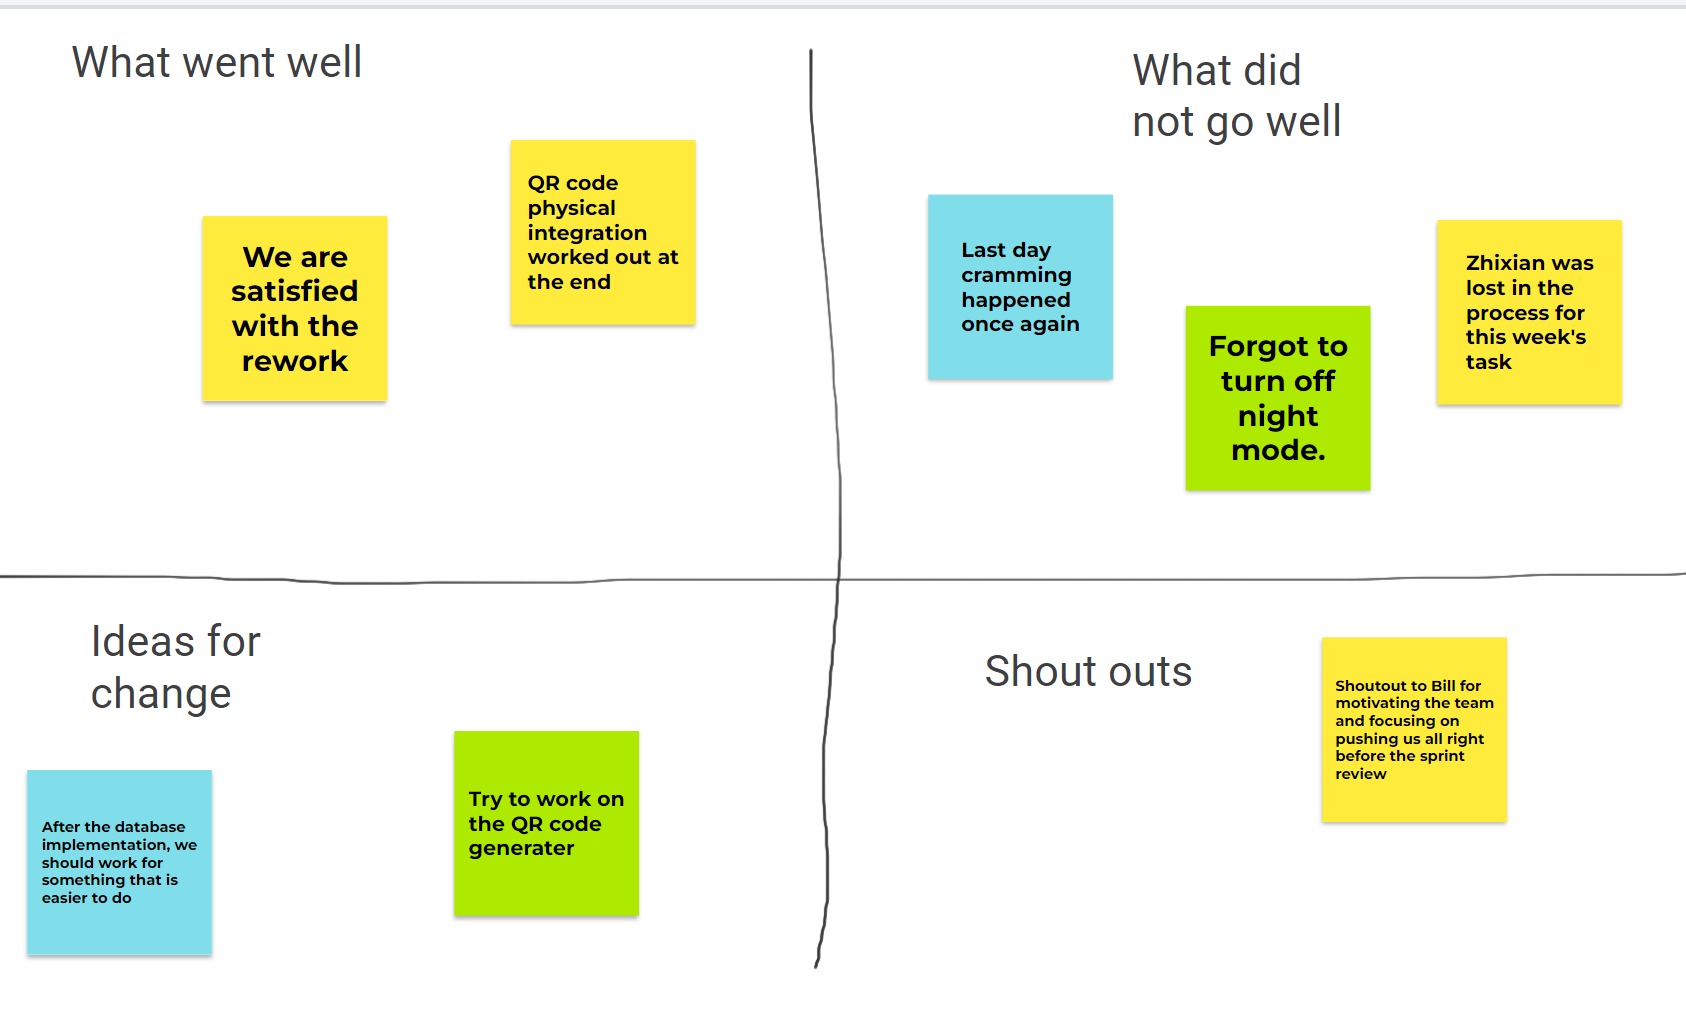 What went well
We are
satisfied
with the
rework
QR code
physical
integration
worked out at
the end
What did
not go well
Last day
cramming
happened
once again
Forgot to
turn off
night
mode.
Zhixian was
lost in the
process for
this week's
task
Ideas for
change
After the database
implementation, we
should work for
something that is
easier to do
Try to work on
the QR code
generater
Shout outs
Shoutout to Bill for
motivating the team
and focusing on
pushing us all right
before the sprint
review